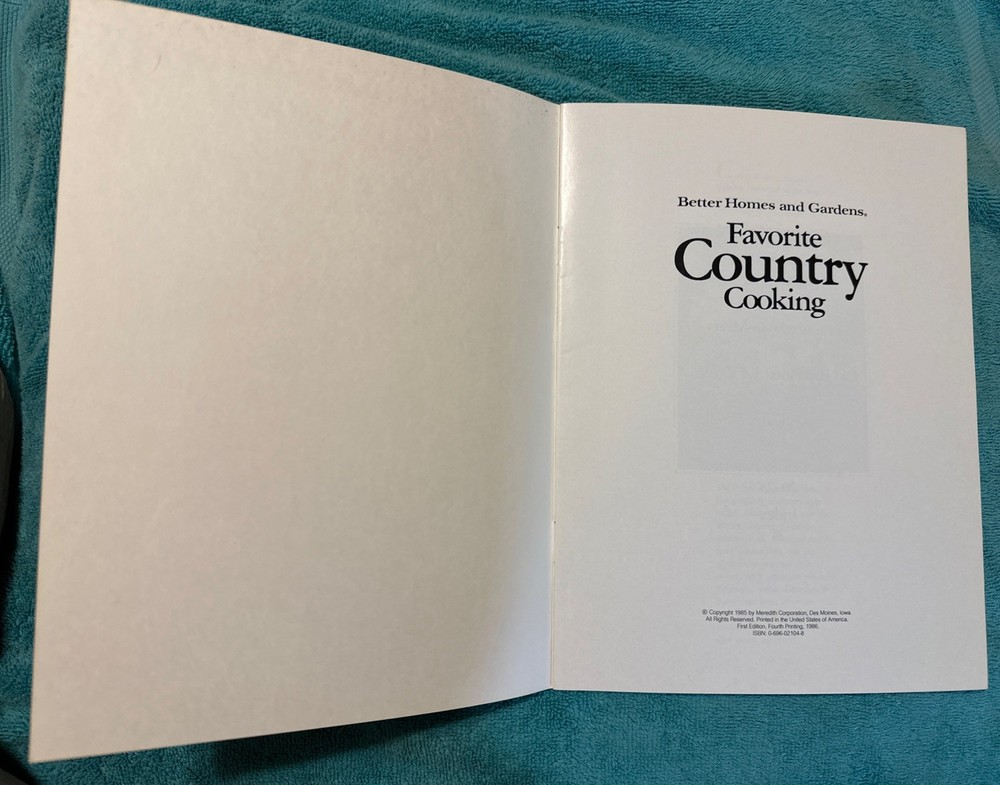 Better Homes and Gardens®
Favorite
Country
Cooking
© Copyright 1985 by Meredith Corporation, Des Moines, Iowa.
All Rights Reserved. Printed in the United States of America.
First Edition. Fourth Printing, 1986.
ISBN: 0-696-02104-8